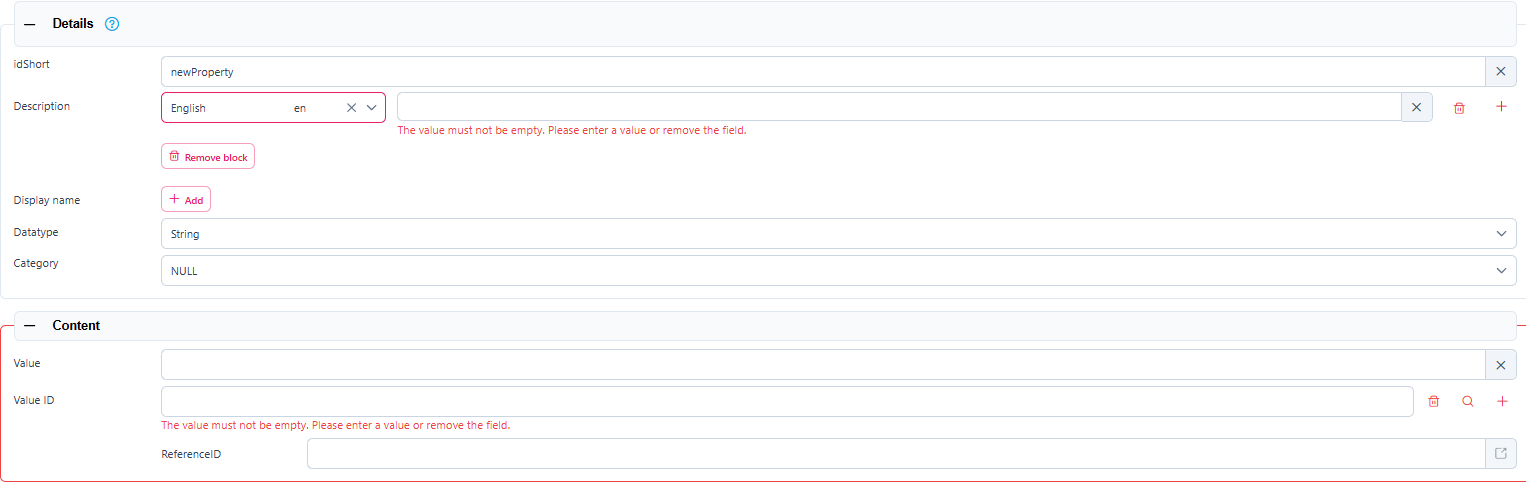 Details
idShort
newProperty
Description
English en
The value must not be empty. Please enter a value or remove the field.
Remove block
Display name
Add
Datatype
String
Category
NULL
Content
Value
Value ID
The value must not be empty. Please enter a value or remove the field.
ReferenceID